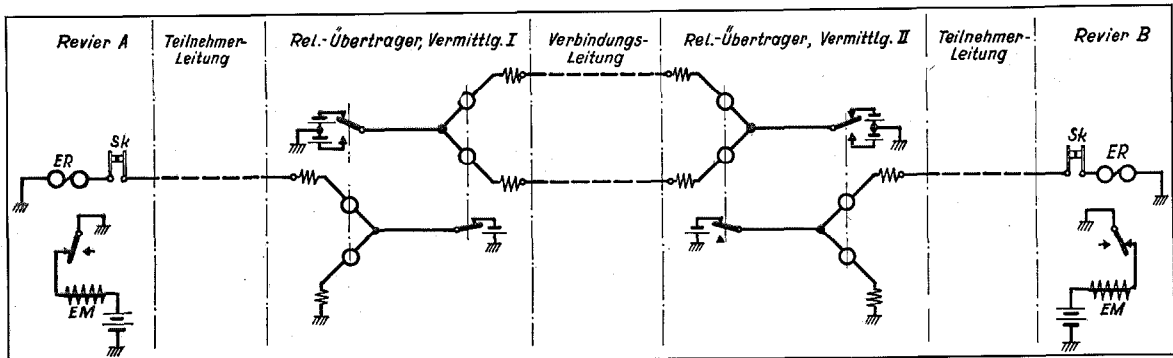 Revier A
Teilnehmer-
Leitung
Rel.-Übertrager, Vermittlg. I
Verbindungs-
Leitung
Rel.-Übertrager, Vermittlg. II
Teilnehmer-
Leitung
Revier B
ER
Sk
Sk
ER
EM
EM